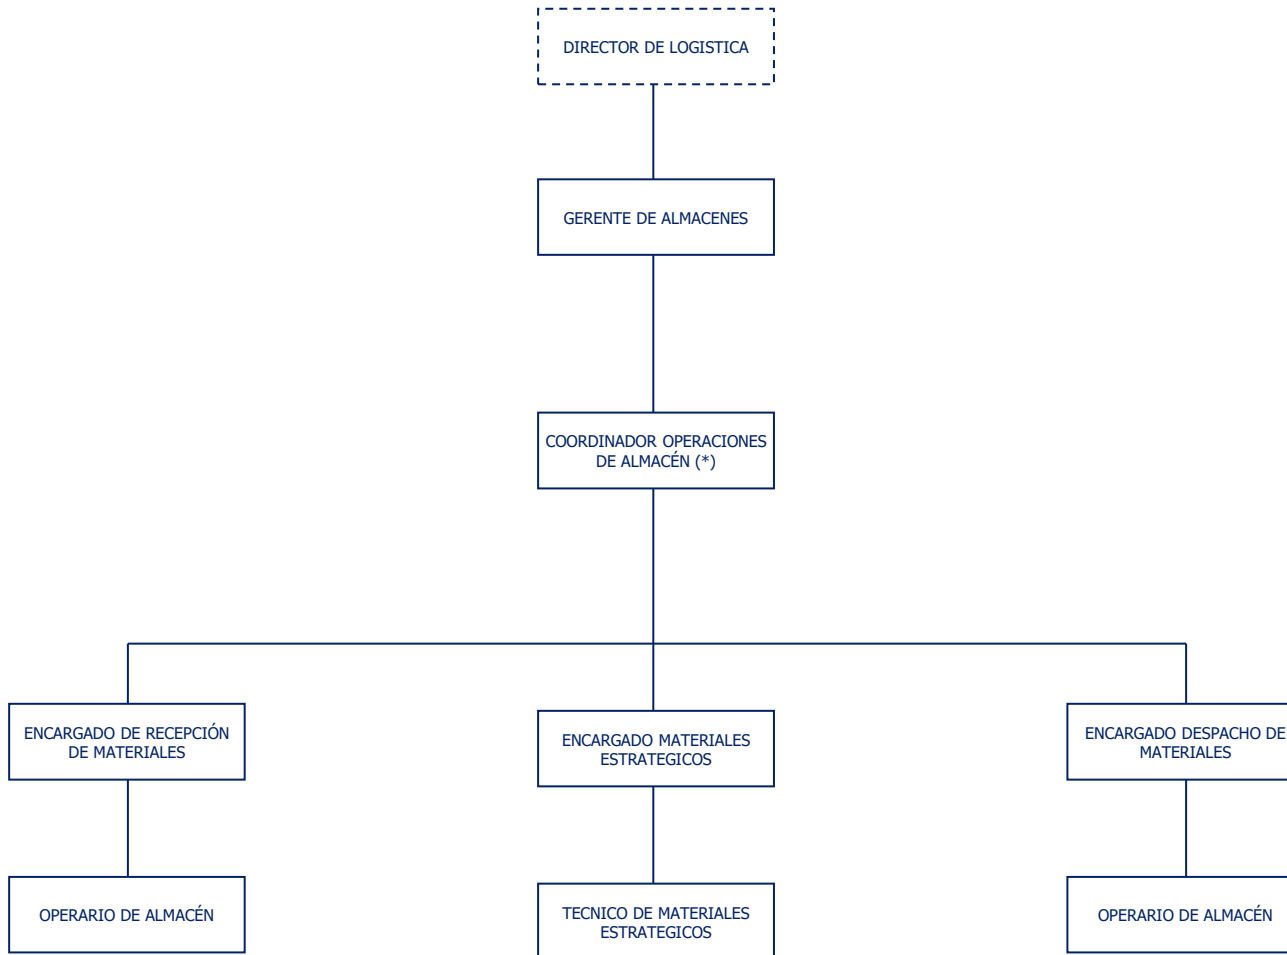 DIRECTOR DE LOGISTICA
GERENTE DE ALMACENES
COORDINADOR OPERACIONES
DE ALMACÉN (*)
ENCARGADO DE RECEPCIÓN
DE MATERIALES
ENCARGADO MATERIALES
ESTRATEGICOS
ENCARGADO DESPACHO DE
MATERIALES
OPERARIO DE ALMACÉN
TECNICO DE MATERIALES
ESTRATEGICOS
OPERARIO DE ALMACÉN